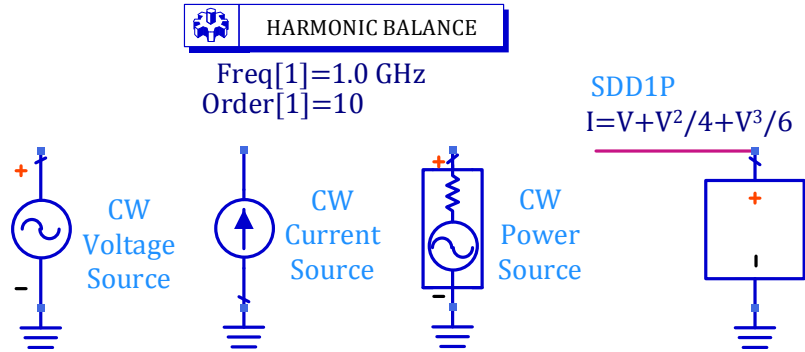 HARMONIC BALANCE
Freq[1]=1.0 GHz
Order[1]=10
SDD1P
I=V+V²/4+V³/6
+
CW
Voltage
Source
−
CW
Current
Source
+
CW
Power
Source
−
+
−